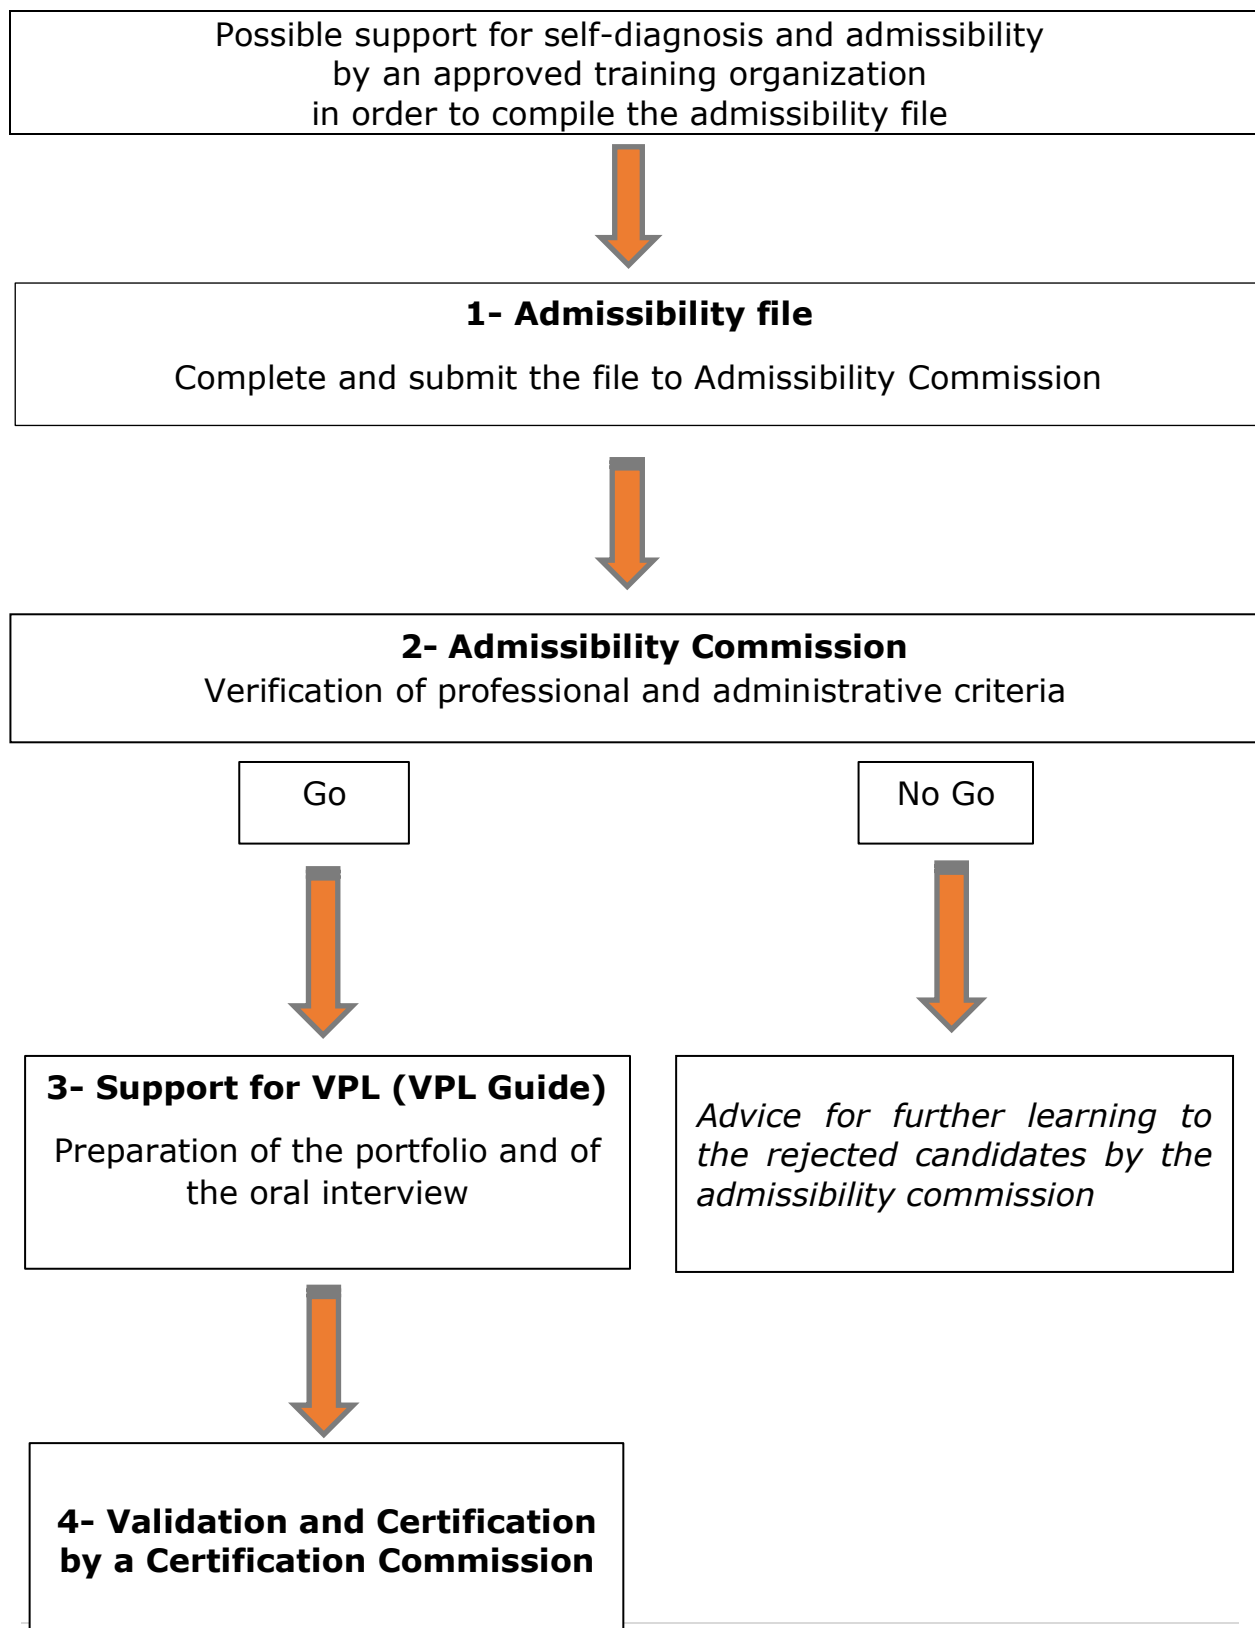 Possible support for self-diagnosis and admissibility
by an approved training organization
in order to compile the admissibility file
1- Admissibility file
Complete and submit the file to Admissibility Commission
2- Admissibility Commission
Verification of professional and administrative criteria
Go
No Go
3- Support for VPL (VPL Guide)
Preparation of the portfolio and of
the oral interview
Advice for further learning to
the rejected candidates by the
admissibility commission
4- Validation and Certification
by a Certification Commission